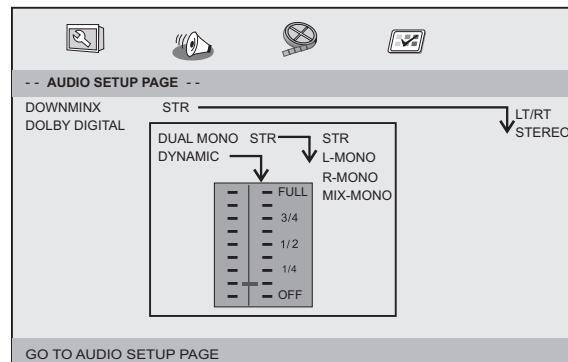 - - AUDIO SETUP PAGE - -
DOWNMINX STR LT/RT
DOLBY DIGITAL STEREO
DUAL MONO STR STR
DYNAMIC L-MONO
R-MONO
FULL MIX-MONO
3/4
1/2
1/4
OFF
GO TO AUDIO SETUP PAGE